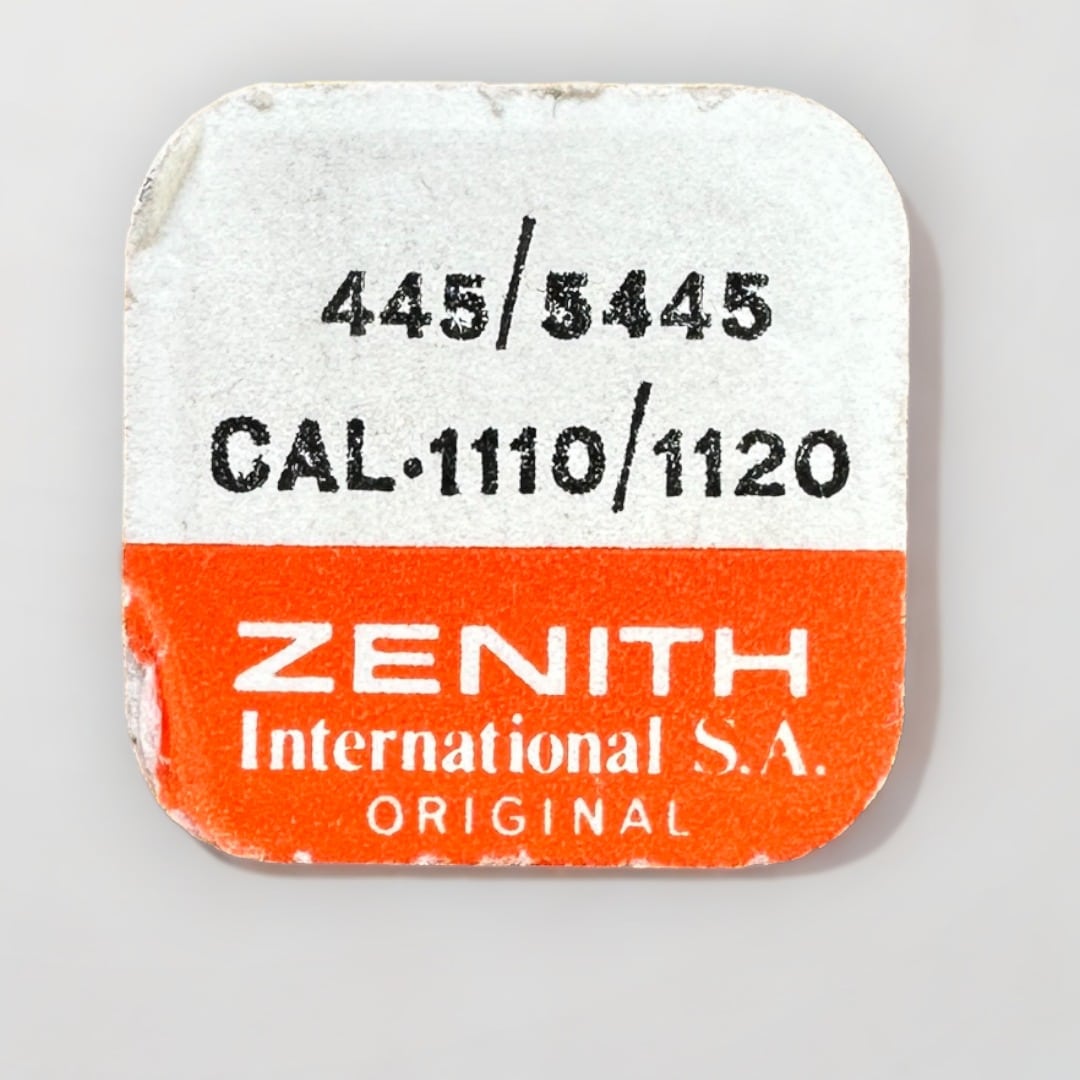 445/5445
CAL.1110/1120
ZENITH
International S.A.
ORIGINAL